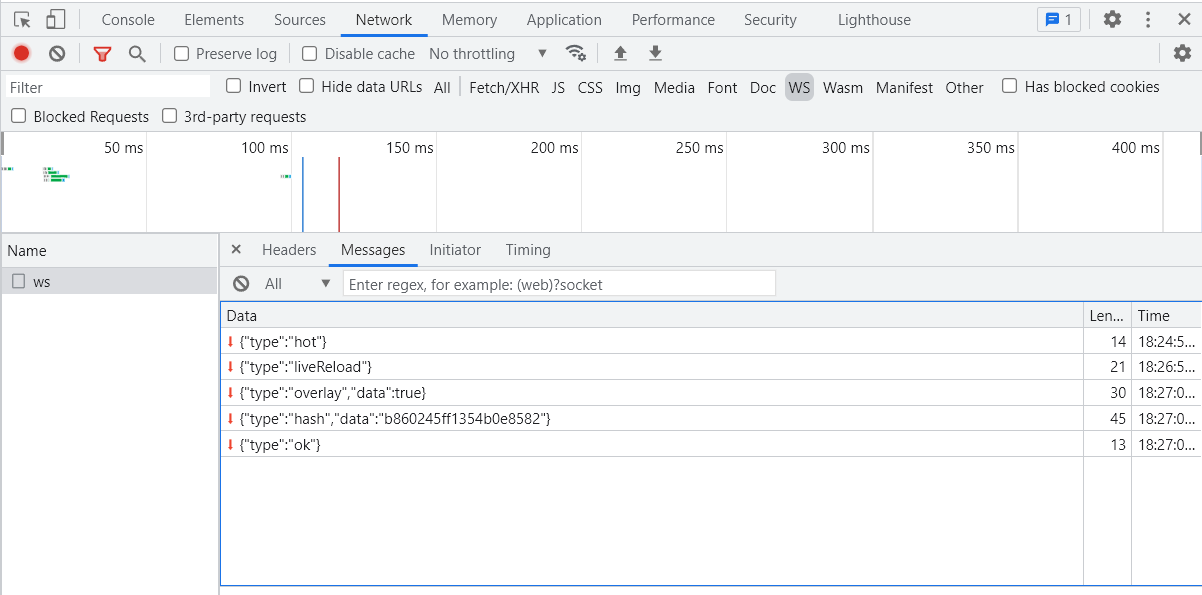 Console Elements Sources Network Memory Application Performance Security Lighthouse 1
Preserve log Disable cache No throttling
Filter Invert Hide data URLs All Fetch/XHR JS CSS Img Media Font Doc WS Wasm Manifest Other Has blocked cookies
Blocked Requests 3rd-party requests
50 ms 100 ms 150 ms 200 ms 250 ms 300 ms 350 ms 400 ms
Name Headers Messages Initiator Timing
ws All Enter regex, for example: (web)?socket
Data Len... Time
{"type":"hot"} 14 18:24:5...
{"type":"liveReload"} 21 18:26:5...
{"type":"overlay","data":true} 30 18:27:0...
{"type":"hash","data":"b860245ff1354b0e8582"} 45 18:27:0...
{"type":"ok"} 13 18:27:0...